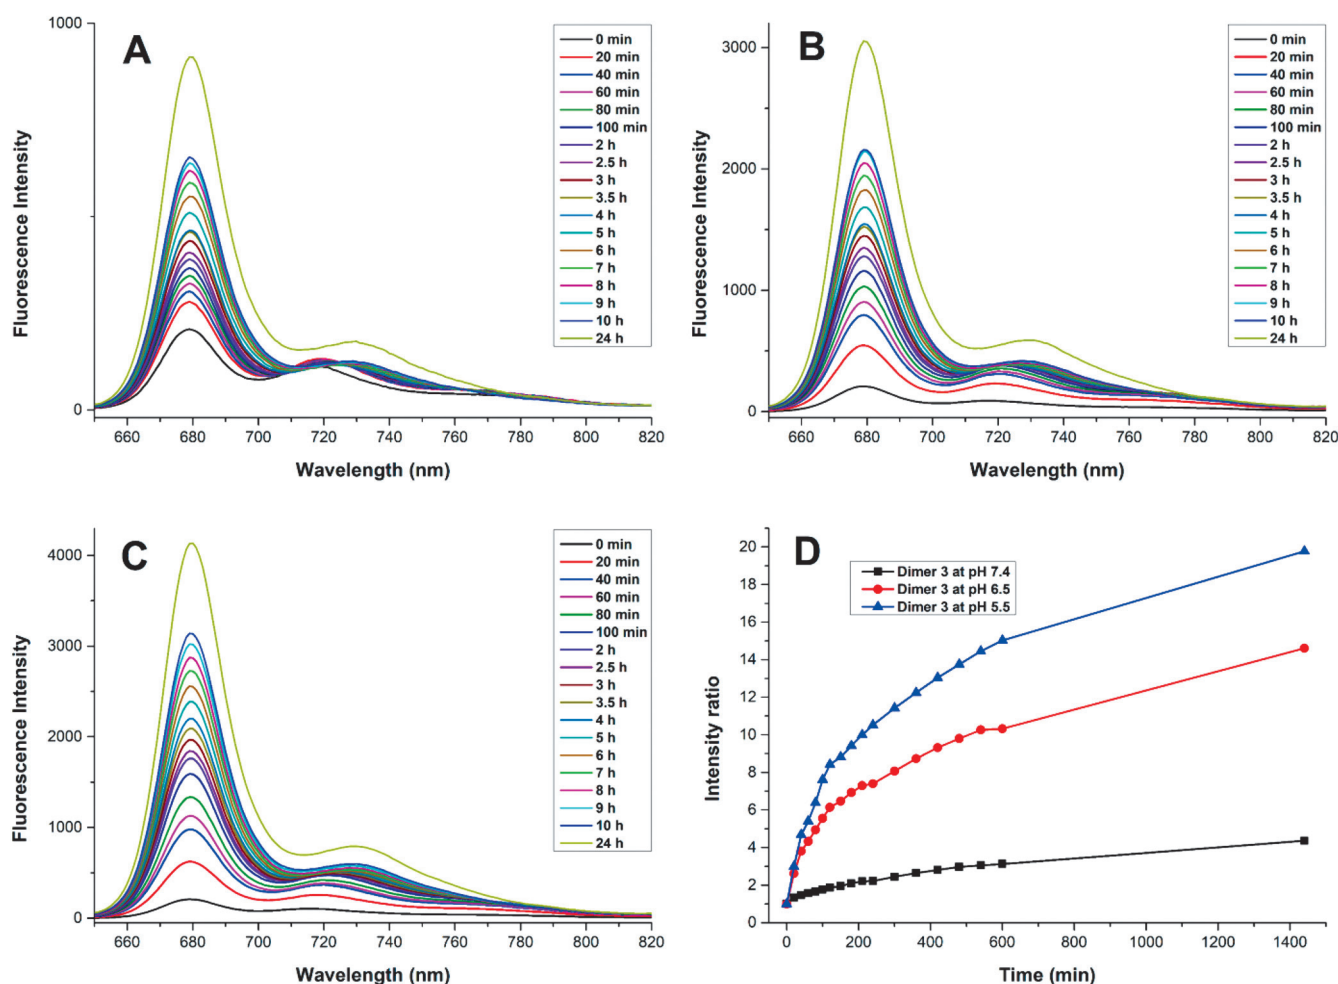 A
Fluorescence Intensity
1000
0
660 680 700 720 740 760 780 800 820
Wavelength (nm)
0 min
20 min
40 min
60 min
80 min
100 min
2 h
2.5 h
3 h
3.5 h
4 h
5 h
6 h
7 h
8 h
9 h
10 h
24 h
B
Fluorescence Intensity
3000
2000
1000
0
660 680 700 720 740 760 780 800 820
Wavelength (nm)
0 min
20 min
40 min
60 min
80 min
100 min
2 h
2.5 h
3 h
3.5 h
4 h
5 h
6 h
7 h
8 h
9 h
10 h
24 h
C
Fluorescence Intensity
4000
3000
2000
1000
0
660 680 700 720 740 760 780 800 820
Wavelength (nm)
0 min
20 min
40 min
60 min
80 min
100 min
2 h
2.5 h
3 h
3.5 h
4 h
5 h
6 h
7 h
8 h
9 h
10 h
24 h
D
Intensity ratio
20
18
16
14
12
10
8
6
4
2
0
0 200 400 600 800 1000 1200 1400
Time (min)
Dimer 3 at pH 7.4
Dimer 3 at pH 6.5
Dimer 3 at pH 5.5